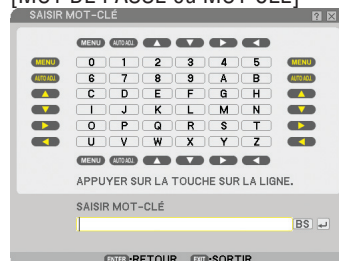 [MOT DE PASSE ou MOT-CLÉ]
SAISIR MOT-CLÉ
MENU AUTO ADJ.
MENU 0 1 2 3 4 5 MENU
AUTO ADJ. 6 7 8 9 A B AUTO ADJ.
C D E F G H
I J K L M N
O P Q R S T
U V W X Y Z
MENU AUTO ADJ.
APPUYER SUR LA TOUCHE SUR LA LIGNE.
SAISIR MOT-CLÉ
BS
ENTER:RETOUR EXIT:SORTIR